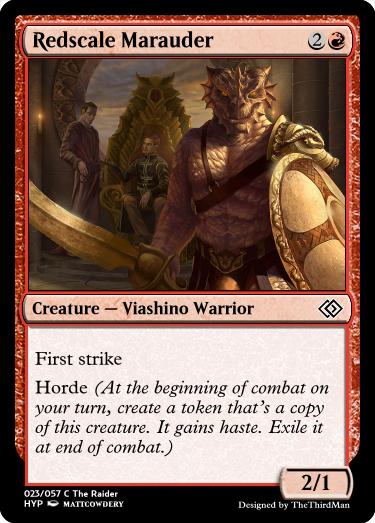 Redscale Marauder 2
Creature — Viashino Warrior
First strike
Horde (At the beginning of combat on
your turn, create a token that's a copy
of this creature. It gains haste. Exile it
at end of combat.)
2/1
023/057 C The Raider
HYP MATTCOWDERY
Designed by TheThirdMan